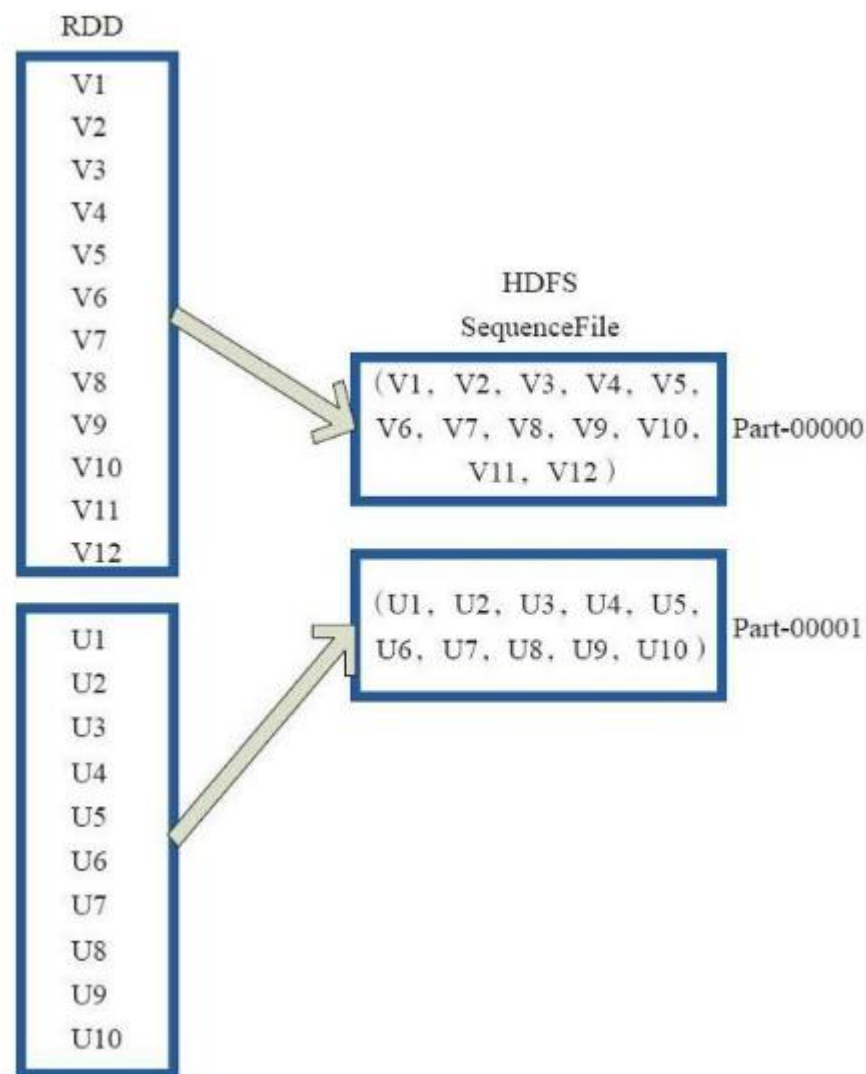 RDD
V1
V2
V3
V4
V5
V6
V7
V8
V9
V10
V11
V12
U1
U2
U3
U4
U5
U6
U7
U8
U9
U10
HDFS
SequenceFile
（V1，V2，V3，V4，V5，
V6，V7，V8，V9，V10，
V11，V12）
Part-00000
（U1，U2，U3，U4，U5，
U6，U7，U8，U9，U10）
Part-00001